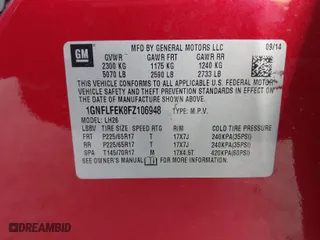 GM
MFD BY GENERAL MOTORS LLC 09/14
GVWR GAWR FRT GAWR RR
2300 KG 1175 KG 1240 KG
5070 LB 2590 LB 2733 LB
THIS VEHICLE CONFORMS TO ALL APPLICABLE U.S. FEDERAL MOTOR
VEHICLE SAFETY AND THEFT PREVENTION STANDARDS IN EFFECT ON
THE DATE OF MANUFACTURE SHOWN ABOVE.
1GNFLFEK8FZ106948 TYPE: M.P.V.
MODEL: LH26
TIRE SIZE SPEED RTG RIM COLD TIRE PRESSURE
FRT P225/65R17 T 17X7J 240KPA(35PSI)
RR P225/65R17 T 17X7J 240KPA(35PSI)
SPA T145/70R17 M 17X4.5T 420KPA(60PSI)
SEE OWNER'S MANUAL FOR ADDITIONAL INFORMATION.
DREAMBID